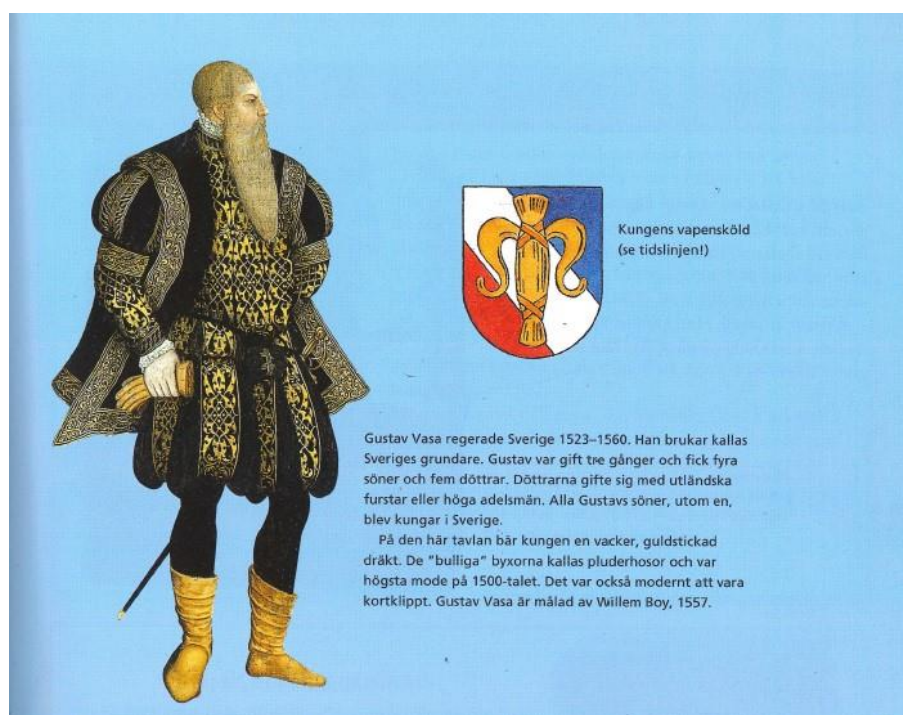 Kungens vapensköld
(se tidslinjen!)
Gustav Vasa regerade Sverige 1523–1560. Han brukar kallas
Sveriges grundare. Gustav var gift tre gånger och fick fyra
söner och fem döttrar. Döttrarna gifte sig med utländska
furstar eller höga adelsmän. Alla Gustavs söner, utom en,
blev kungar i Sverige.
På den här tavlan bär kungen en vacker, guldstickad
dräkt. De ”bulliga” byxorna kallas pluderhosor och var
högsta mode på 1500-talet. Det var också modernt att vara
kortklippt. Gustav Vasa är målad av Willem Boy, 1557.